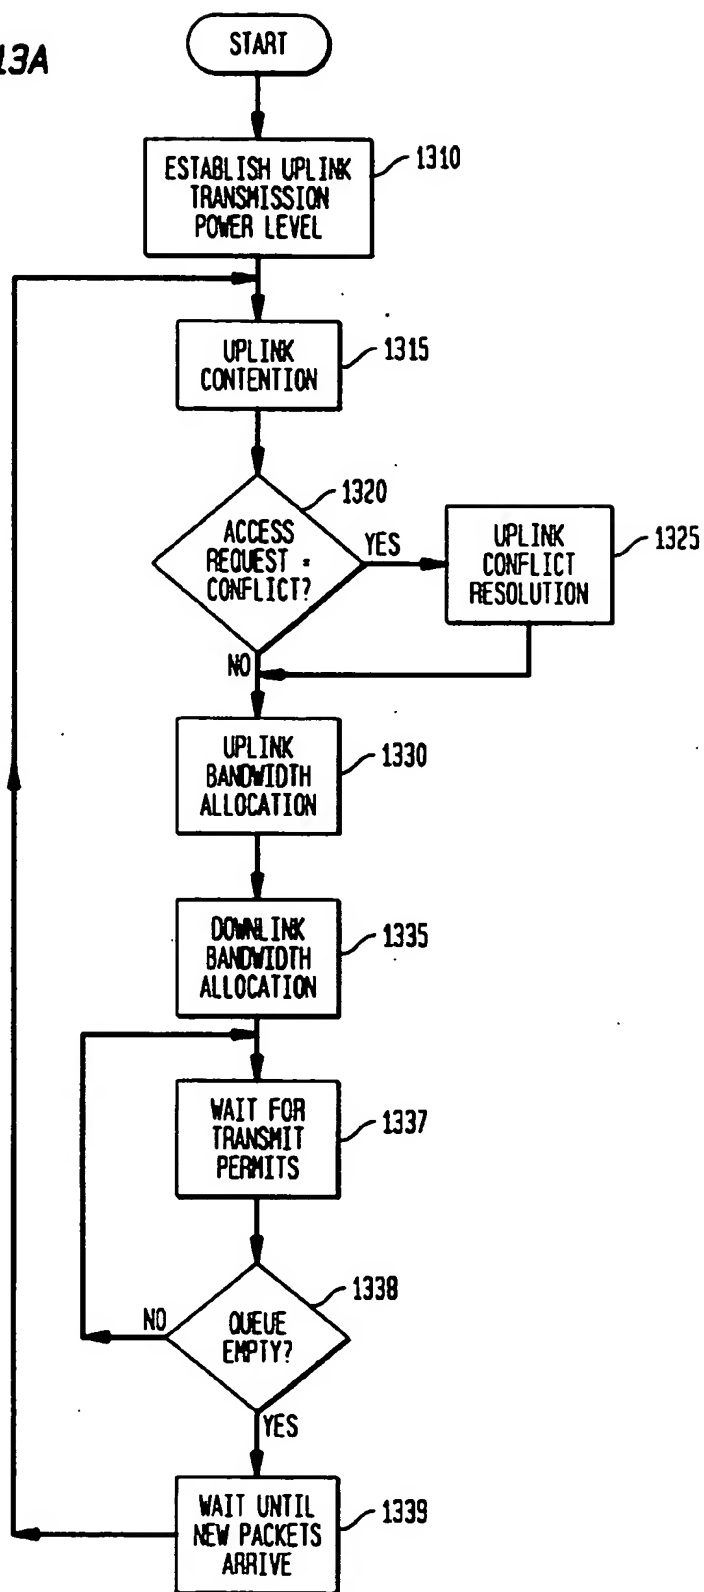 13A
START
ESTABLISH UPLINK
TRANSMISSION
POWER LEVEL
1310
UPLINK
CONTENTION
1315
ACCESS
REQUEST =
CONFLICT?
1320
YES
UPLINK
CONFLICT
RESOLUTION
1325
NO
UPLINK
BANDWIDTH
ALLOCATION
1330
DOWNLINK
BANDWIDTH
ALLOCATION
1335
WAIT FOR
TRANSMIT
PERMITS
1337
QUEUE
EMPTY?
1338
NO
YES
WAIT UNTIL
NEW PACKETS
ARRIVE
1339